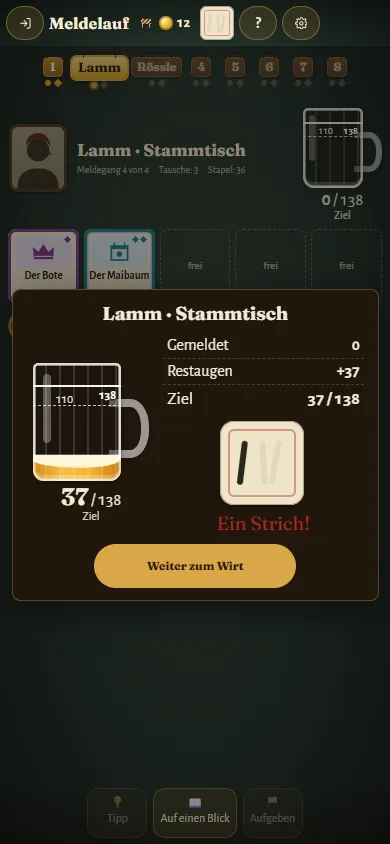 Meldelauf 12 ?
1 Lamm Rössle 4 5 6 7 8
Lamm · Stammtisch
Meldegang 4 von 4 Tausche: 3 Stapel: 36
110 138
0 / 138
Ziel
Der Bote Der Maibaum frei frei frei
Lamm · Stammtisch
Gemeldet 0
Restaugen +37
Ziel 37 / 138
110 138
37 / 138
Ziel
Ein Strich!
Weiter zum Wirt
Tipp Auf einen Blick Aufgeben